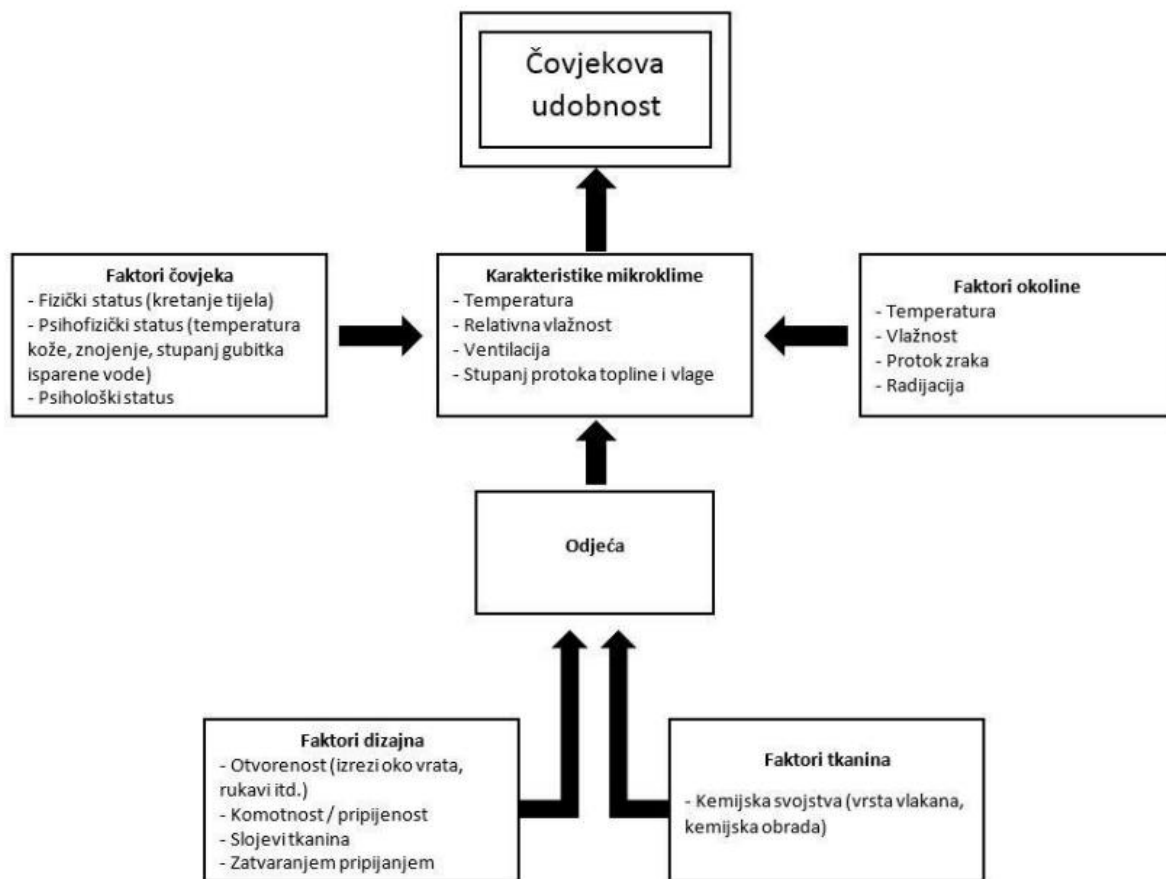 Čovjekova
udobnost
Faktori čovjeka
- Fizički status (kretanje tijela)
- Psihofizički status (temperatura
kože, znojenje, stupanj gubitka
isparene vode)
- Psihološki status
Karakteristike mikroklime
- Temperatura
- Relativna vlažnost
- Ventilacija
- Stupanj protoka topline i vlage
Faktori okoline
- Temperatura
- Vlažnost
- Protok zraka
- Radijacija
Odjeća
Faktori dizajna
- Otvorenost (izrezi oko vrata,
rukavi itd.)
- Komotnost / pripijenost
- Slojevi tkanina
- Zatvaranjem pripijanjem
Faktori tkanina
- Kemijska svojstva (vrsta vlakana,
kemijska obrada)